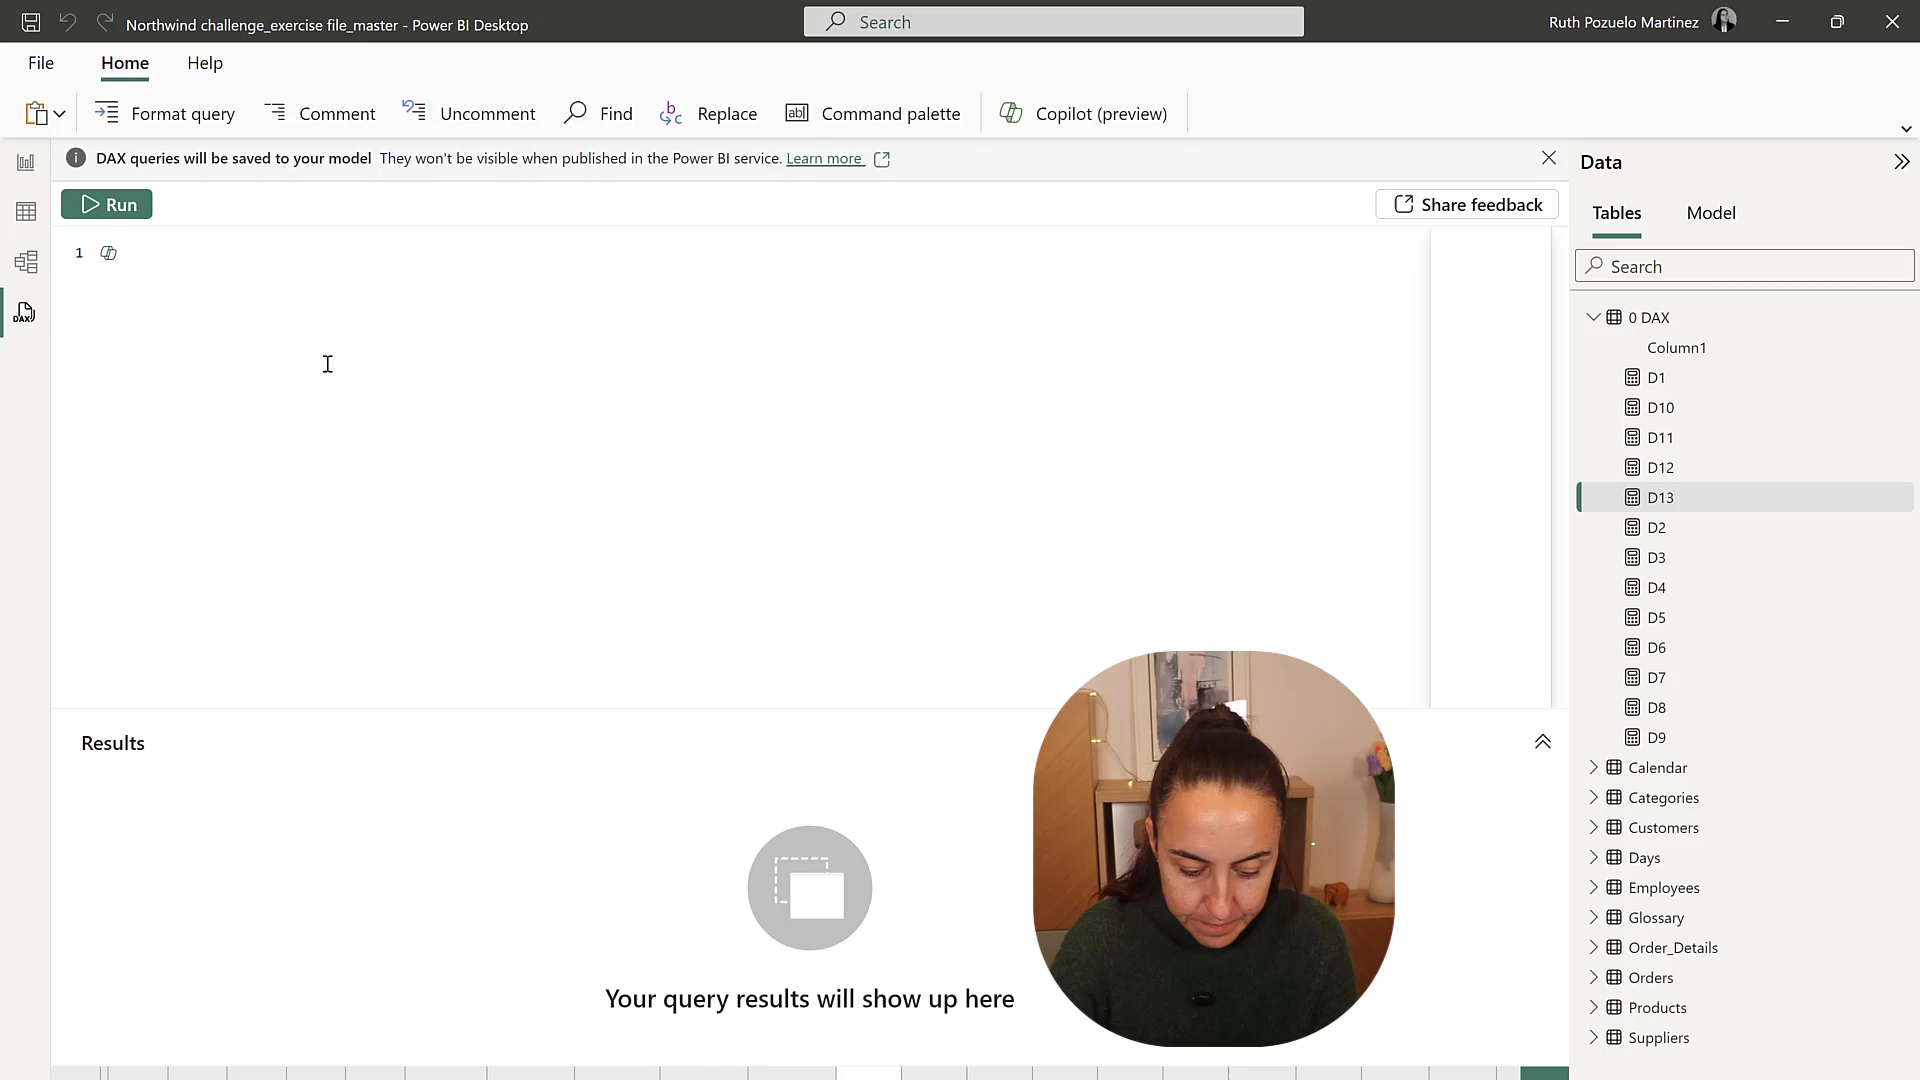 Northwind challenge_exercise file_master - Power BI Desktop
Search
Ruth Pozuelo Martinez
File
Home
Help
Format query
Comment
Uncomment
Find
Replace
Command palette
Copilot (preview)
DAX queries will be saved to your model They won't be visible when published in the Power BI service. Learn more
Data
Run
Share feedback
Tables
Model
1
Search
DAX
0 DAX
Column1
D1
D10
D11
D12
D13
D2
D3
D4
D5
D6
D7
D8
D9
Calendar
Categories
Customers
Days
Employees
Glossary
Order_Details
Orders
Products
Suppliers
Results
Your query results will show up here